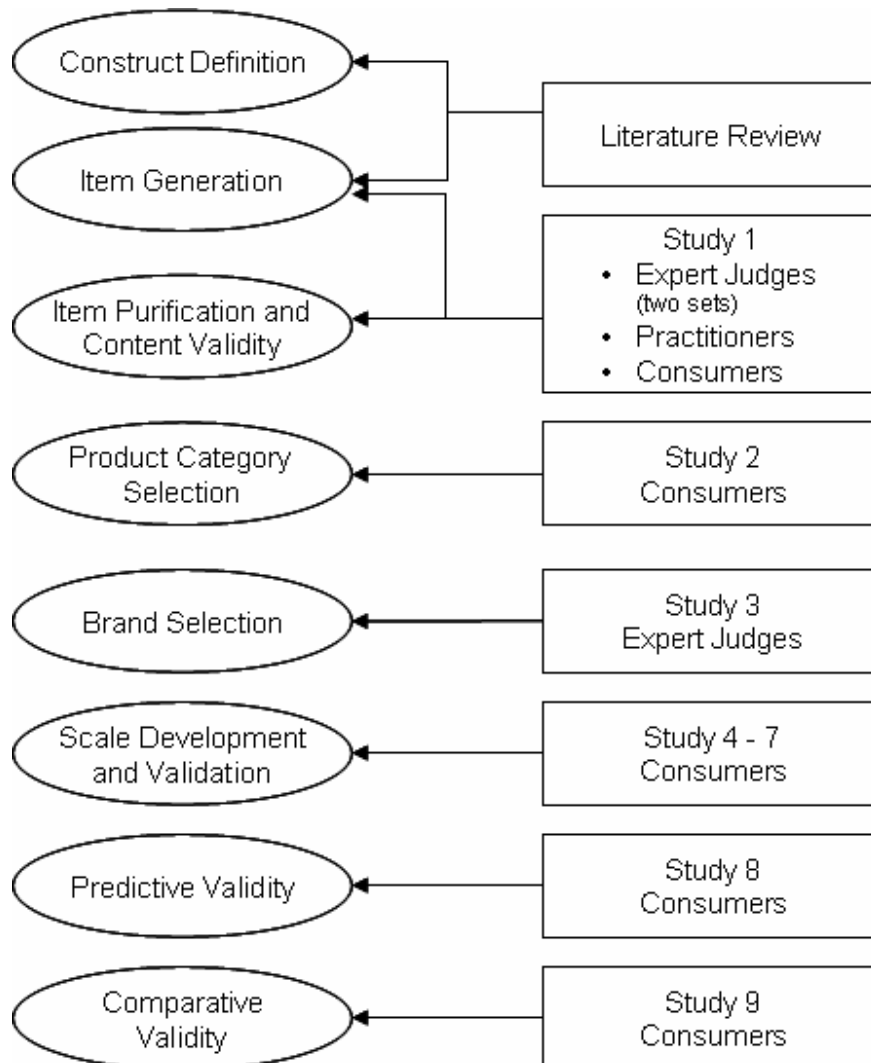 Construct Definition
Literature Review
Item Generation
Study 1
• Expert Judges
(two sets)
• Practitioners
• Consumers
Item Purification and
Content Validity
Product Category
Selection
Study 2
Consumers
Brand Selection
Study 3
Expert Judges
Scale Development
and Validation
Study 4 - 7
Consumers
Predictive Validity
Study 8
Consumers
Comparative
Validity
Study 9
Consumers